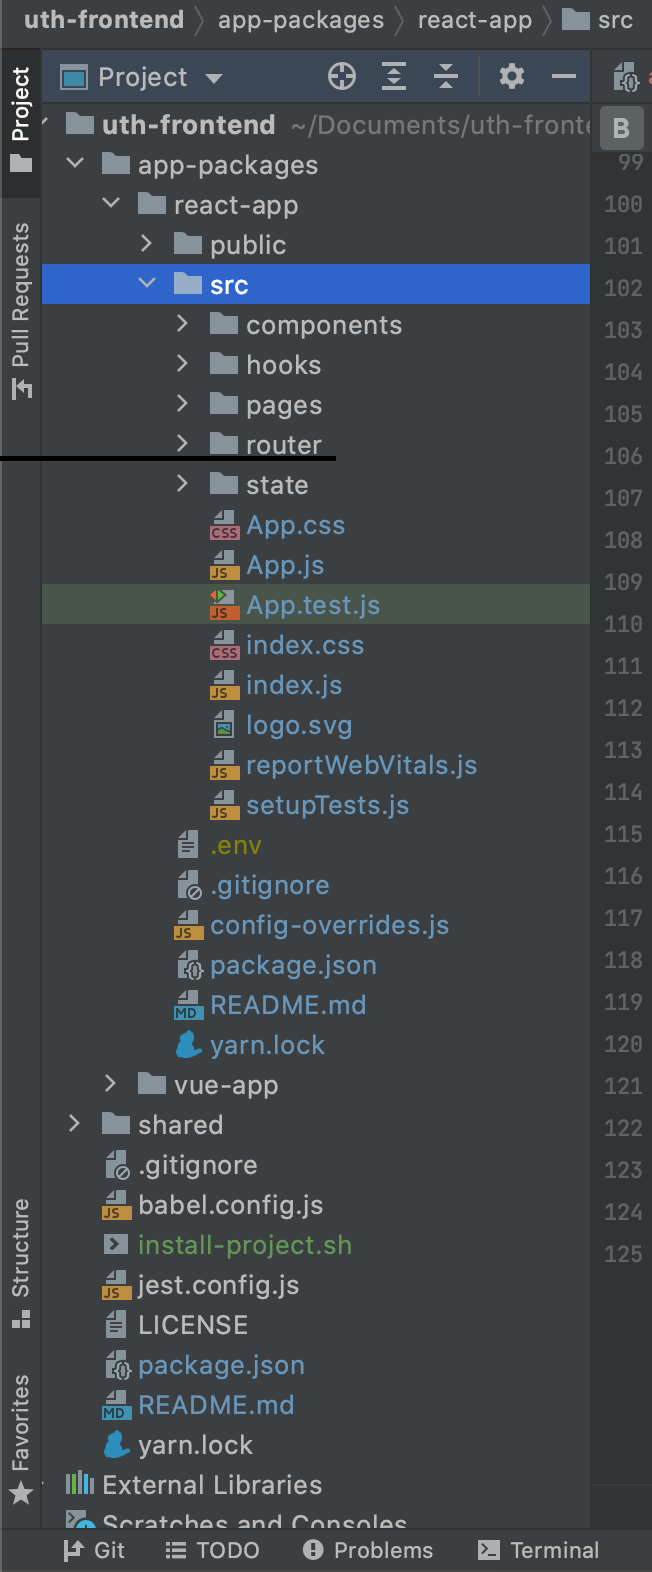 uth-frontend app-packages react-app src
Project
Project
uth-frontend ~/Documents/uth-fronte
B
99
app-packages
react-app
100
public
101
src
102
Pull Requests
components
103
hooks
104
pages
105
router
106
state
107
App.css
108
App.js
109
App.test.js
110
index.css
111
index.js
112
logo.svg
113
reportWebVitals.js
114
setupTests.js
115
.env
116
.gitignore
117
config-overrides.js
118
package.json
119
README.md
120
yarn.lock
121
vue-app
122
shared
123
.gitignore
124
babel.config.js
125
install-project.sh
Structure
jest.config.js
LICENSE
package.json
README.md
Favorites
yarn.lock
External Libraries
Scratches and Consoles
Git TODO Problems Terminal